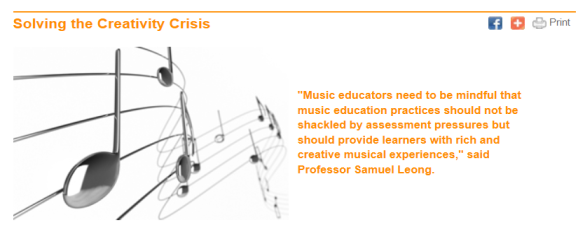 Solving the Creativity Crisis
Print
"Music educators need to be mindful that
music education practices should not be
shackled by assessment pressures but
should provide learners with rich and
creative musical experiences," said
Professor Samuel Leong.